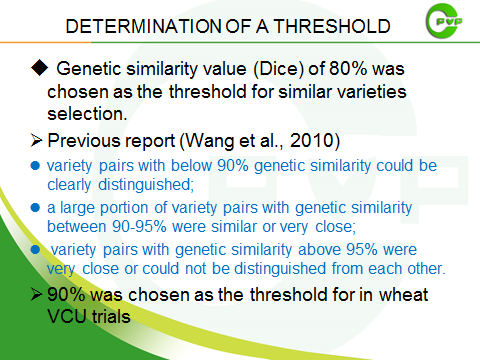 DETERMINATION OF A THRESHOLD
PVP
Genetic similarity value (Dice) of 80% was
chosen as the threshold for similar varieties
selection.
Previous report (Wang et al., 2010)
variety pairs with below 90% genetic similarity could be
clearly distinguished;
a large portion of variety pairs with genetic similarity
between 90-95% were similar or very close;
variety pairs with genetic similarity above 95% were
very close or could not be distinguished from each other.
90% was chosen as the threshold for in wheat
VCU trials